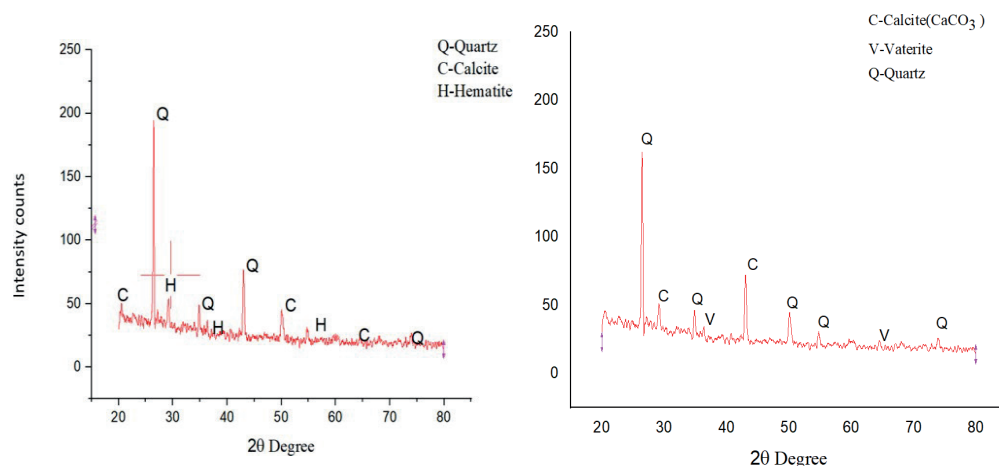 Q-Quartz
C-Calcite
H-Hematite
250
200
150
100
50
0
Intensity counts
C
Q
H
Q
H
Q
C
H
C
Q
20 30 40 50 60 70 80
2θ Degree
C-Calcite(CaCO3 )
V-Vaterite
Q-Quartz
250
200
150
100
50
0
Q
C
Q
V
C
Q
Q
V
Q
20 30 40 50 60 70 80
2θ Degree